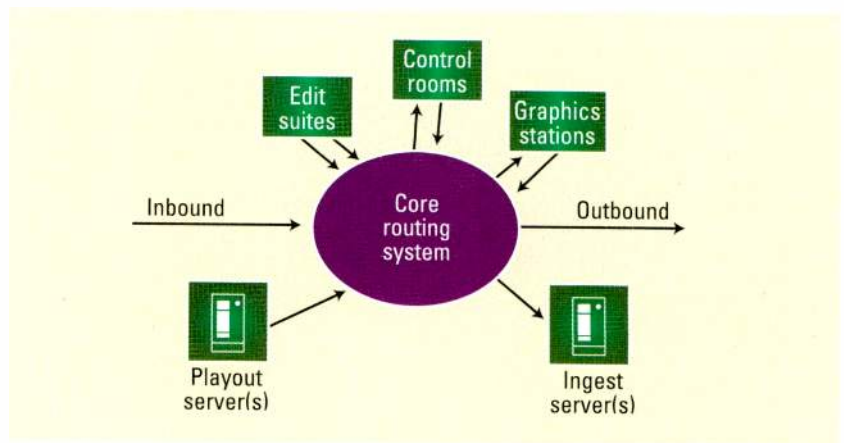 Control
rooms
Edit
suites
Graphics
stations
Inbound
Core
routing
system
Outbound
Playout
server(s)
Ingest
server(s)